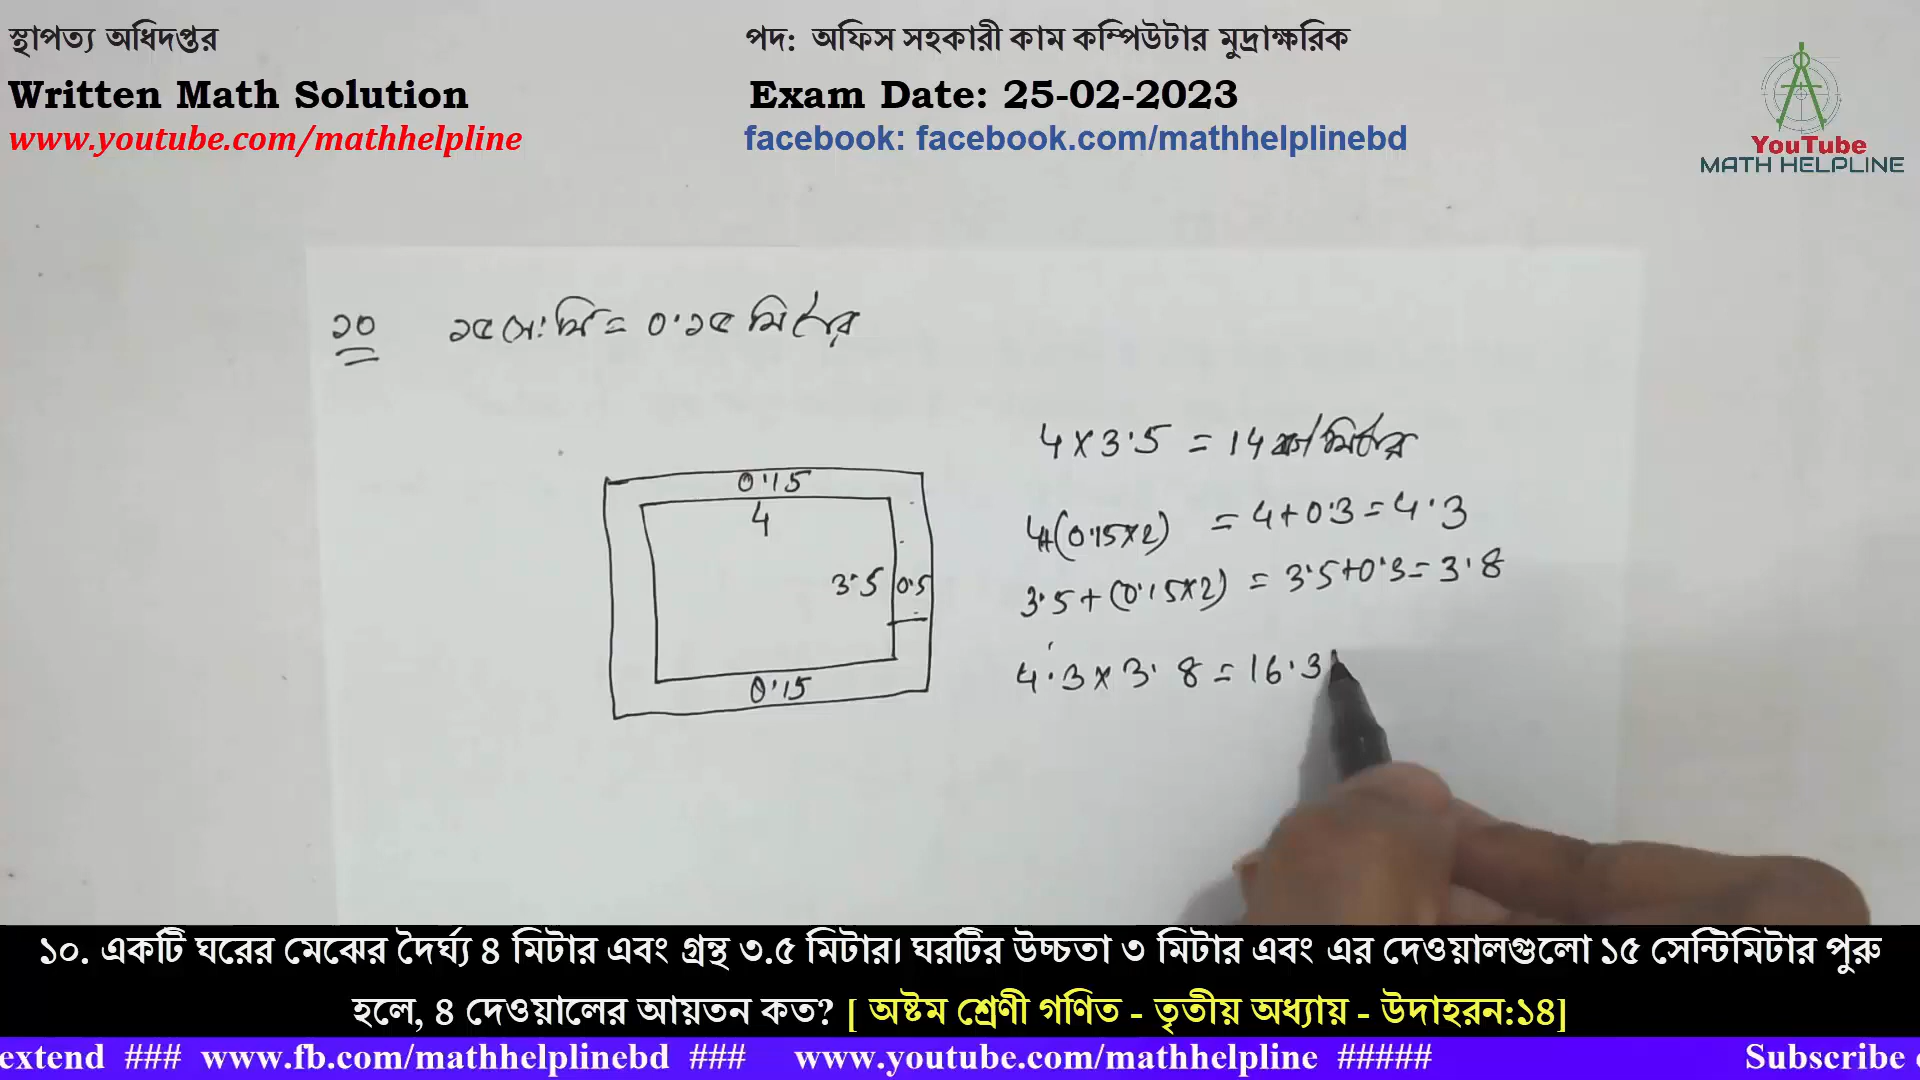 স্থাপত্য অধিদপ্তর
পদ: অফিস সহকারী কাম কম্পিউটার মুদ্রাক্ষরিক
Written Math Solution
Exam Date: 25-02-2023
www.youtube.com/mathhelpline
facebook: facebook.com/mathhelplinebd
YouTube
MATH HELPLINE
১০ ১৫ সে:মি = ০.১৫ মিটার
4 × 3.5 = 14 বর্গ মিটার
0.15
4
4+(0.15×2) = 4+0.3 = 4.3
3.5 0.5
3.5+(0.15×2) = 3.5+0.3 = 3.8
4.3 × 3.8 = 16.3
0.15
১০. একটি ঘরের মেঝের দৈর্ঘ্য ৪ মিটার এবং গ্রন্থ ৩.৫ মিটার। ঘরটির উচ্চতা ৩ মিটার এবং এর দেওয়ালগুলো ১৫ সেন্টিমিটার পুরু
হলে, ৪ দেওয়ালের আয়তন কত? [ অষ্টম শ্রেণী গণিত - তৃতীয় অধ্যায় - উদাহরন:১৪]
extend ### www.fb.com/mathhelplinebd ### www.youtube.com/mathhelpline ##### Subscribe